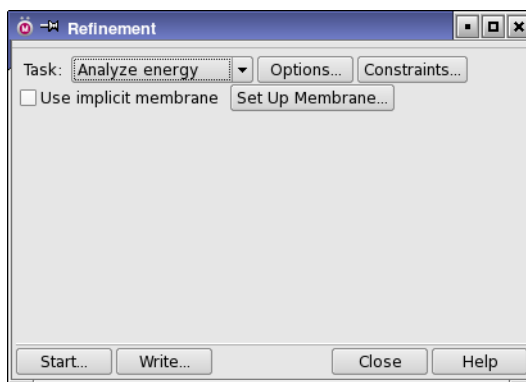 Refinement
Task: Analyze energy Options... Constraints...
Use implicit membrane Set Up Membrane...
Start... Write... Close Help